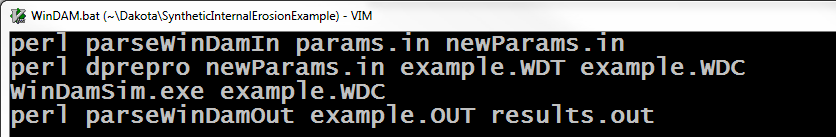 WinDAM.bat (~\Dakota\SyntheticInternalErosionExample) - VIM
perl parseWinDamIn params.in newParams.in
perl dprepro newParams.in example.WDT example.WDC
WinDamSim.exe example.WDC
perl parseWinDamOut example.OUT results.out